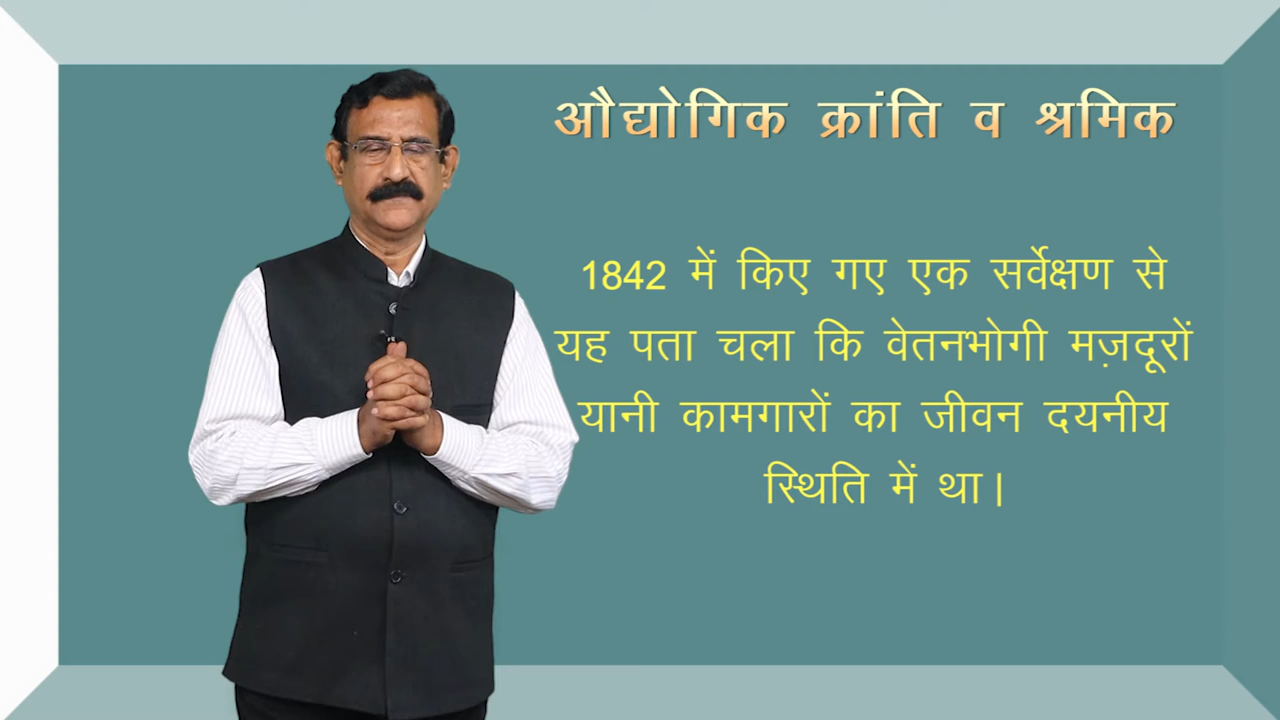 औद्योगिक क्रांति व श्रमिक
1842 में किए गए एक सर्वेक्षण से
यह पता चला कि वेतनभोगी मज़दूरों
यानी कामगारों का जीवन दयनीय
स्थिति में था।